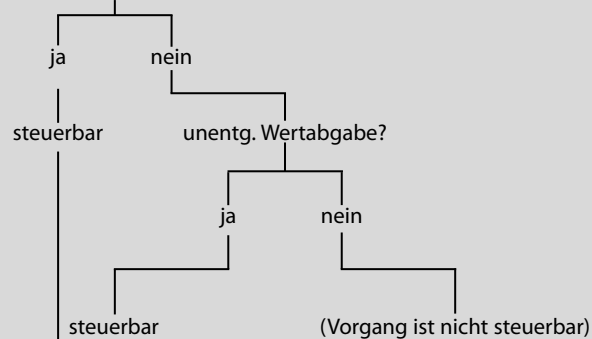 ja nein
steuerbar unentg. Wertabgabe?
ja nein
steuerbar (Vorgang ist nicht steuerbar)